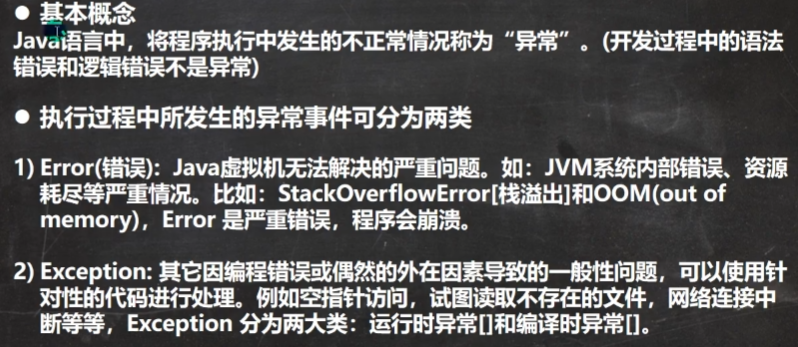 ● 基本概念
Java语言中，将程序执行中发生的不正常情况称为“异常”。(开发过程中的语法
错误和逻辑错误不是异常)
● 执行过程中所发生的异常事件可分为两类
1) Error(错误)：Java虚拟机无法解决的严重问题。如：JVM系统内部错误、资源
耗尽等严重情况。比如：StackOverflowError[栈溢出]和OOM(out of
memory)，Error 是严重错误，程序会崩溃。
2) Exception: 其它因编程错误或偶然的外在因素导致的一般性问题，可以使用针
对性的代码进行处理。例如空指针访问，试图读取不存在的文件，网络连接中
断等等，Exception 分为两大类：运行时异常[]和编译时异常[]。